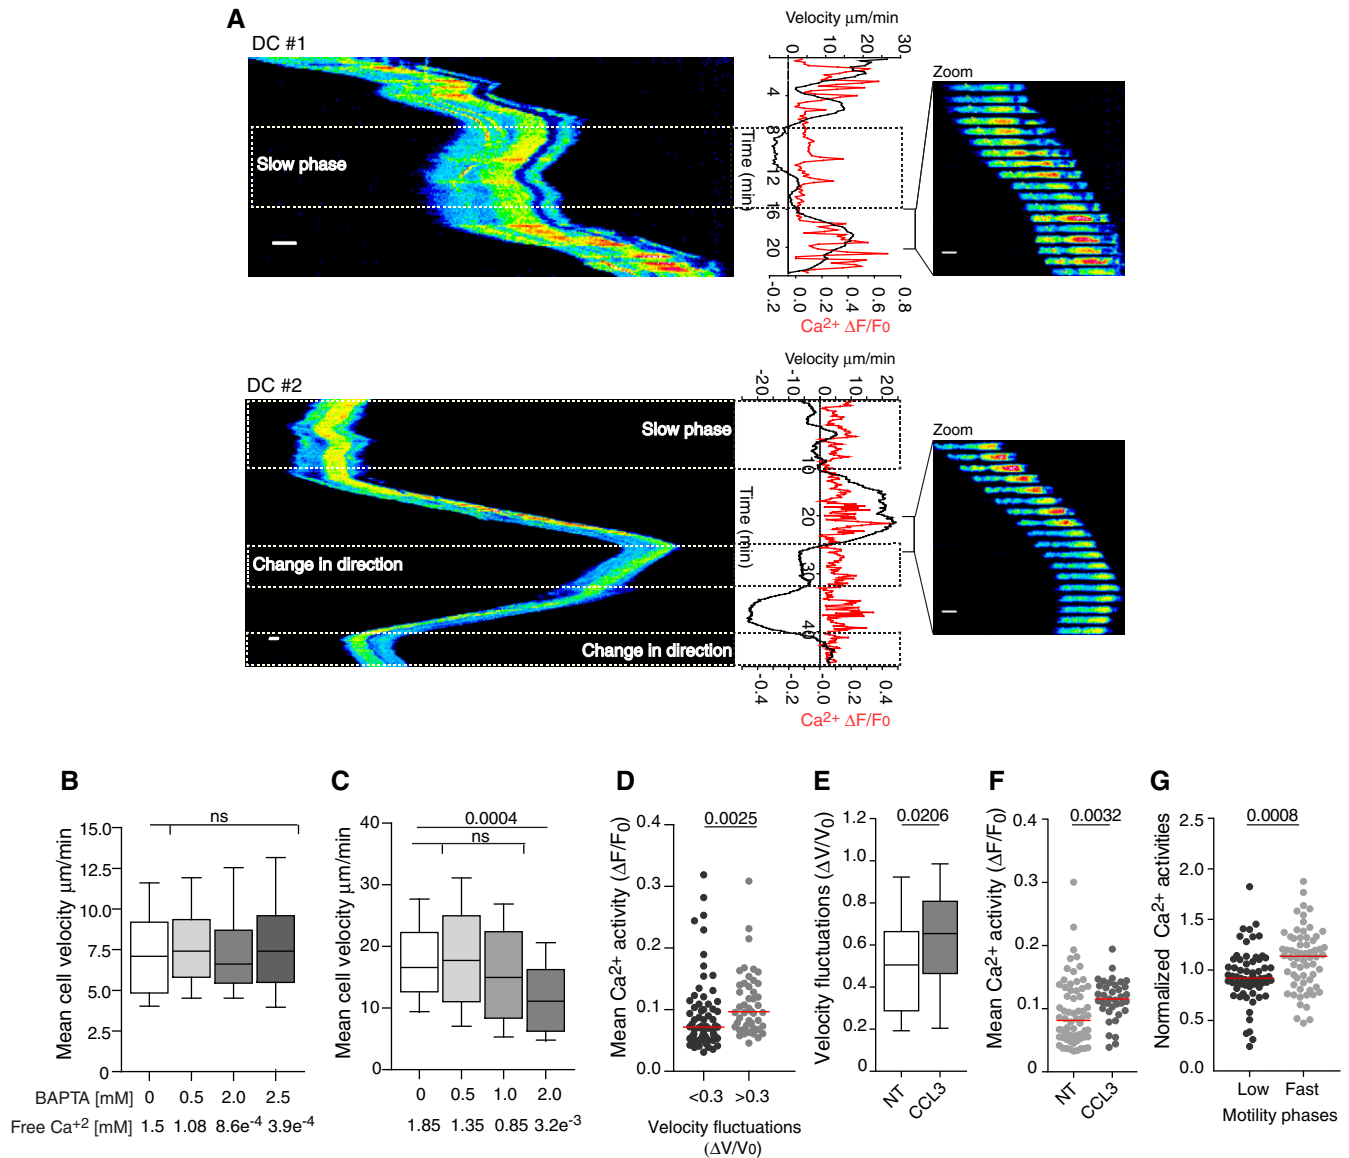 A
DC #1
Velocity µm/min
0 10 20 30
Zoom
Slow phase
4
8
12
16
20
Time (min)
-0.2 0.0 0.2 0.4 0.6 0.8
Ca2+ ΔF/F0
DC #2
Velocity µm/min
-20 -10 0 10 20
Zoom
Slow phase
Change in direction
Change in direction
10
20
30
40
Time (min)
-0.4 -0.2 0.0 0.2 0.4
Ca2+ ΔF/F0
B
ns
Mean cell velocity µm/min
15.0
12.5
10.0
7.5
5.0
2.5
0
BAPTA [mM] 0 0.5 2.0 2.5
Free Ca+2 [mM] 1.5 1.08 8.6e-4 3.9e-4
C
0.0004
ns
Mean cell velocity µm/min
40
30
20
10
0
0 0.5 1.0 2.0
1.85 1.35 0.85 3.2e-3
D
0.0025
Mean Ca2+ activity (ΔF/F0)
0.4
0.3
0.2
0.1
0.0
<0.3 >0.3
Velocity fluctuations
(ΔV/V0)
E
0.0206
Velocity fluctuations (ΔV/V0)
1.2
1.0
0.8
0.6
0.4
0.2
0
NT CCL3
F
0.0032
Mean Ca2+ activity (ΔF/F0)
0.4
0.3
0.2
0.1
0
NT CCL3
G
0.0008
Normalized Ca2+ activities
2.5
2.0
1.5
1.0
0.5
0.0
Low Fast
Motility phases